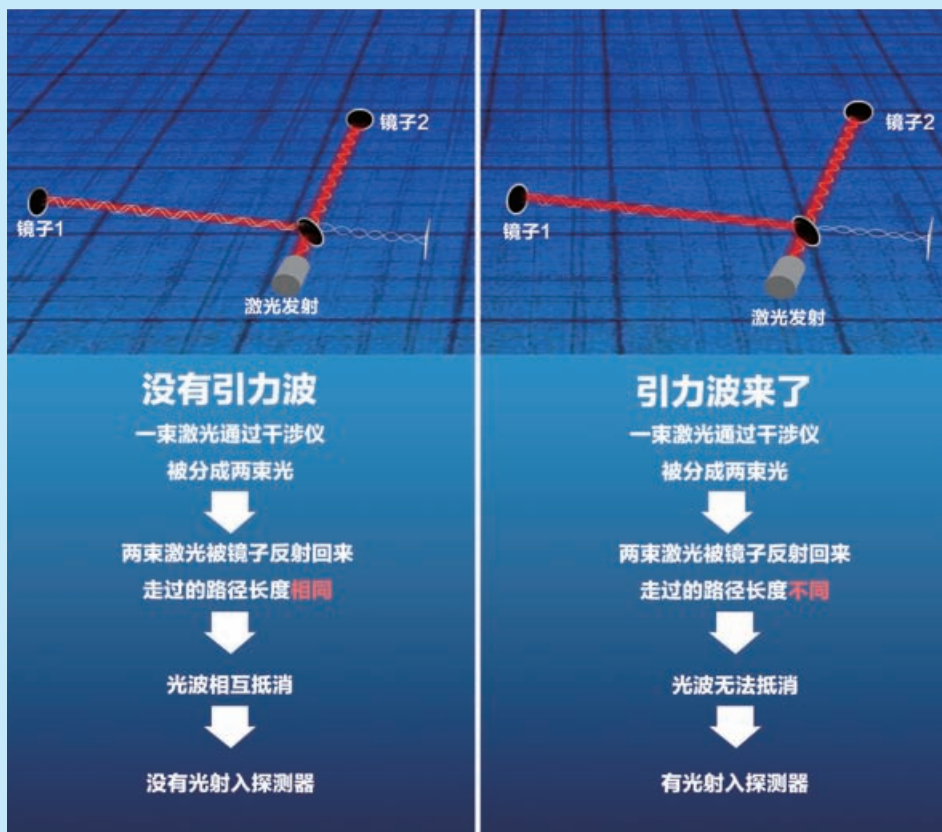 镜子2
镜子1
激光发射
没有引力波
一束激光通过干涉仪
被分成两束光
两束激光被镜子反射回来
走过的路径长度相同
光波相互抵消
没有光射入探测器
镜子2
镜子1
激光发射
引力波来了
一束激光通过干涉仪
被分成两束光
两束激光被镜子反射回来
走过的路径长度不同
光波无法抵消
有光射入探测器